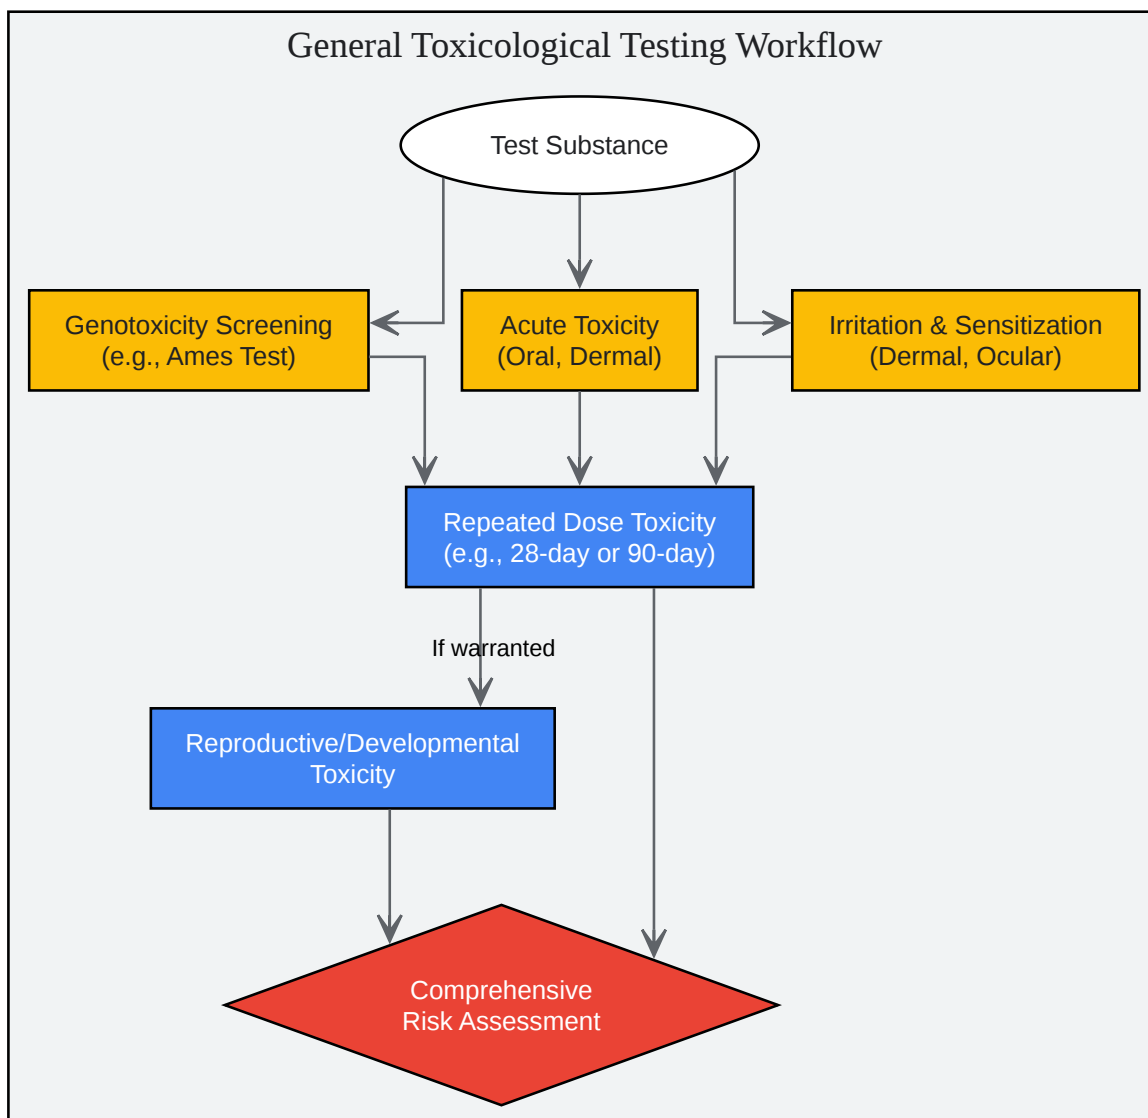 General Toxicological Testing Workflow
Test Substance
Genotoxicity Screening
(e.g., Ames Test)
Acute Toxicity
(Oral, Dermal)
Irritation & Sensitization
(Dermal, Ocular)
Repeated Dose Toxicity
(e.g., 28-day or 90-day)
If warranted
Reproductive/Developmental
Toxicity
Comprehensive
Risk Assessment